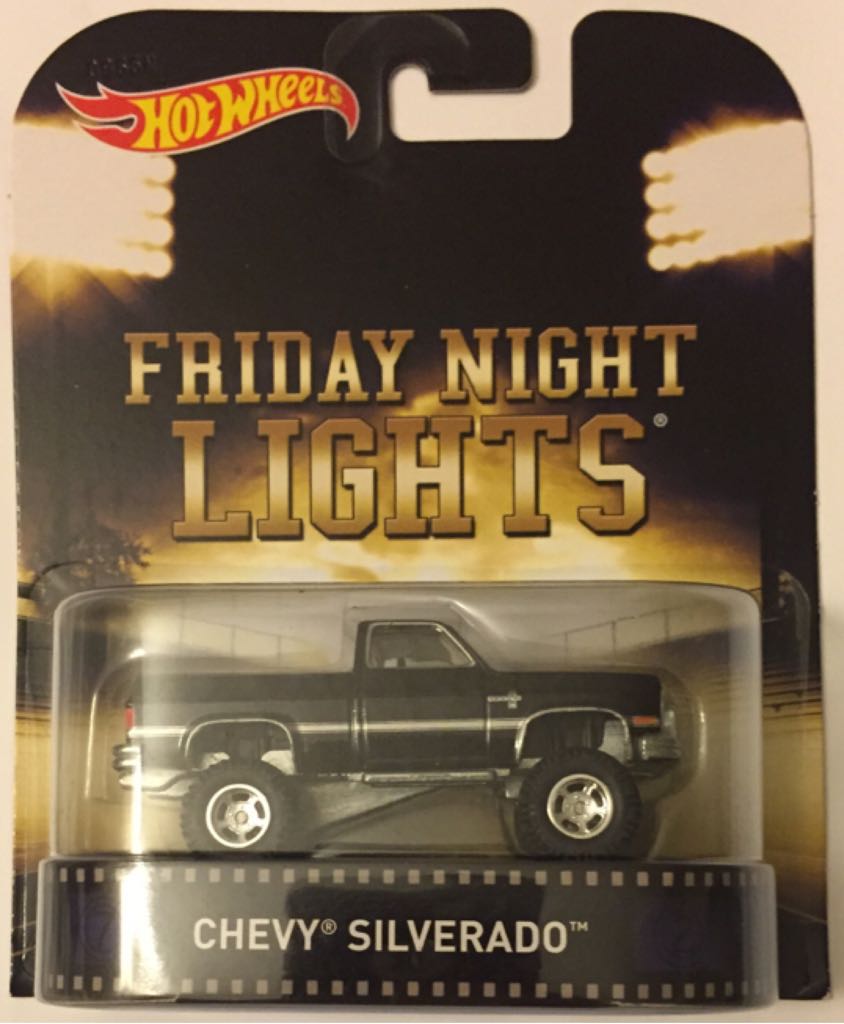 HOT WHEELS
FRIDAY NIGHT
LIGHTS®
CHEVY® SILVERADO™